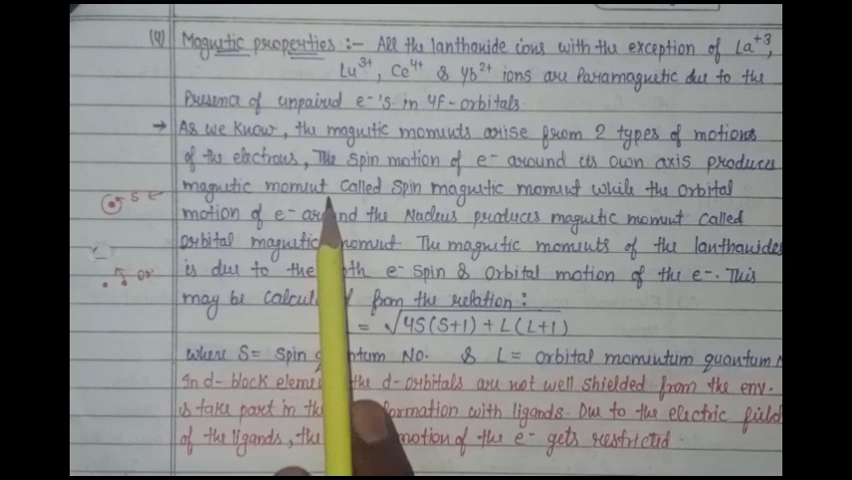 (4) Magnetic properties :- All the lanthanide ions with the exception of La⁺³,
Lu³⁺, Ce⁴⁺ & Yb²⁺ ions are Paramagnetic due to the
Presence of unpaired e⁻'s in 4F-orbitals.
→ As we know, the magnetic moments arise from 2 types of motions
of the electrons, The spin motion of e⁻ around its own axis produces
magnetic moment called spin magnetic moment while the orbital
motion of e⁻ around the Nucleus produces magnetic moment called
orbital magnetic moment. The magnetic moments of the lanthanides
is due to the both e⁻ spin & orbital motion of the e⁻. This
may be from the relation :
= √4S(S+1) + L(L+1)
where S = spin No. & L = orbital momentum quantum
In d-block the d-orbitals are not well shielded from the env.
take part in the with ligands. Due to the electric field
of the ligands, the motion of the e⁻ gets restricted.
S
or